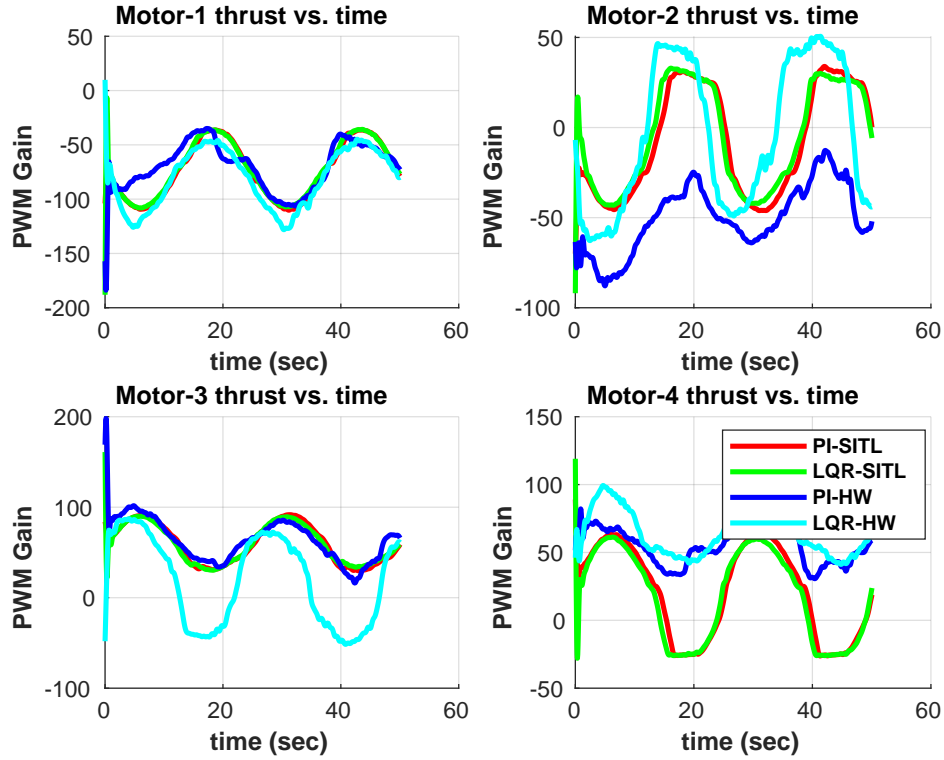 Motor-1 thrust vs. time
50
0
-50
-100
-150
-200
PWM Gain
0
20
40
60
time (sec)
Motor-2 thrust vs. time
50
0
-50
-100
PWM Gain
0
20
40
60
time (sec)
Motor-3 thrust vs. time
200
100
0
-100
PWM Gain
0
20
40
60
time (sec)
Motor-4 thrust vs. time
150
100
50
0
-50
PWM Gain
0
20
40
60
time (sec)
PI-SITL
LQR-SITL
PI-HW
LQR-HW